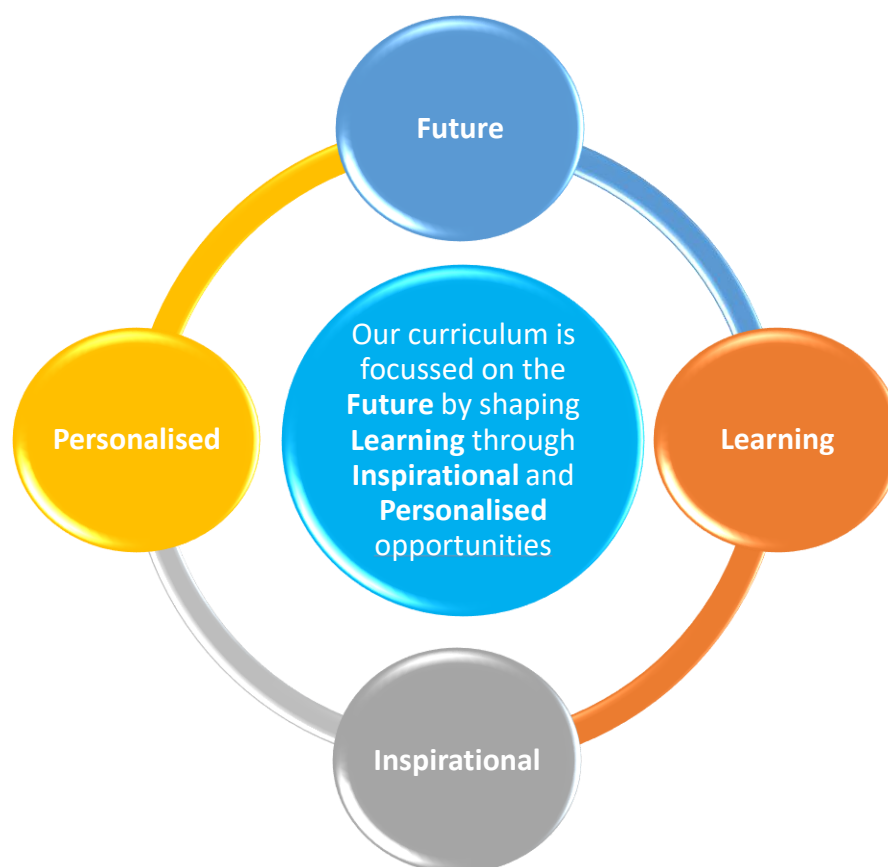 Future
Our curriculum is
focussed on the
Future by shaping
Learning through
Inspirational and
Personalised
opportunities
Personalised
Learning
Inspirational